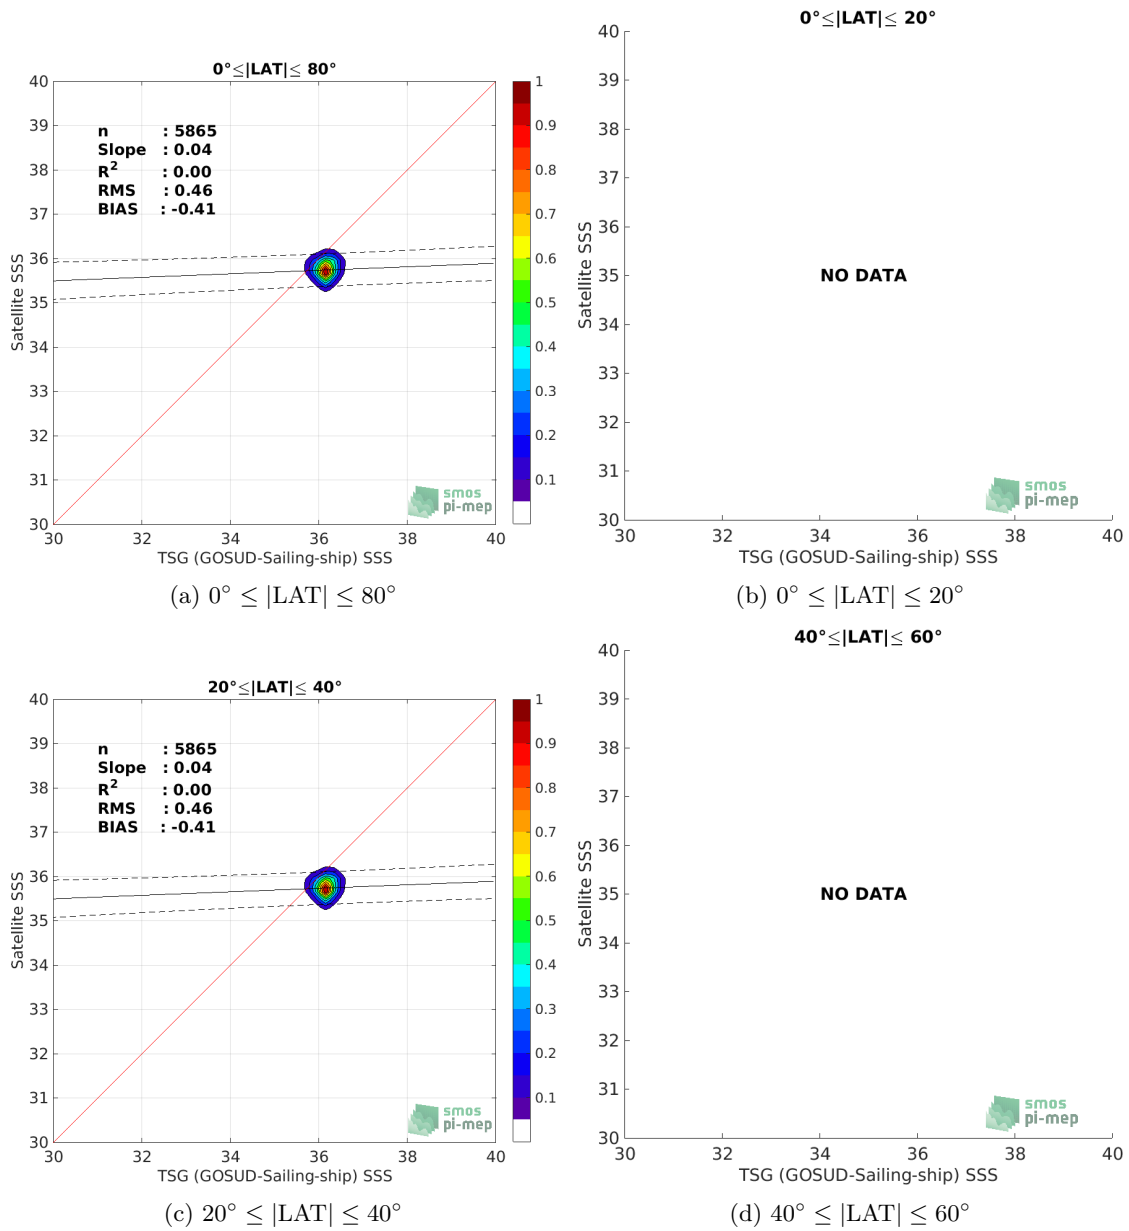 0°≤|LAT|≤ 80°
40
39
38
37
36
35
34
33
32
31
30
Satellite SSS
n : 5865
Slope : 0.04
R² : 0.00
RMS : 0.46
BIAS : -0.41
smos
pi-mep
30 32 34 36 38 40
TSG (GOSUD-Sailing-ship) SSS
1
0.9
0.8
0.7
0.6
0.5
0.4
0.3
0.2
0.1
(a) 0° ≤ |LAT| ≤ 80°
0°≤|LAT|≤ 20°
40
39
38
37
36
35
34
33
32
31
30
Satellite SSS
NO DATA
smos
pi-mep
30 32 34 36 38 40
TSG (GOSUD-Sailing-ship) SSS
(b) 0° ≤ |LAT| ≤ 20°
20°≤|LAT|≤ 40°
40
39
38
37
36
35
34
33
32
31
30
Satellite SSS
n : 5865
Slope : 0.04
R² : 0.00
RMS : 0.46
BIAS : -0.41
smos
pi-mep
30 32 34 36 38 40
TSG (GOSUD-Sailing-ship) SSS
1
0.9
0.8
0.7
0.6
0.5
0.4
0.3
0.2
0.1
(c) 20° ≤ |LAT| ≤ 40°
40°≤|LAT|≤ 60°
40
39
38
37
36
35
34
33
32
31
30
Satellite SSS
NO DATA
smos
pi-mep
30 32 34 36 38 40
TSG (GOSUD-Sailing-ship) SSS
(d) 40° ≤ |LAT| ≤ 60°